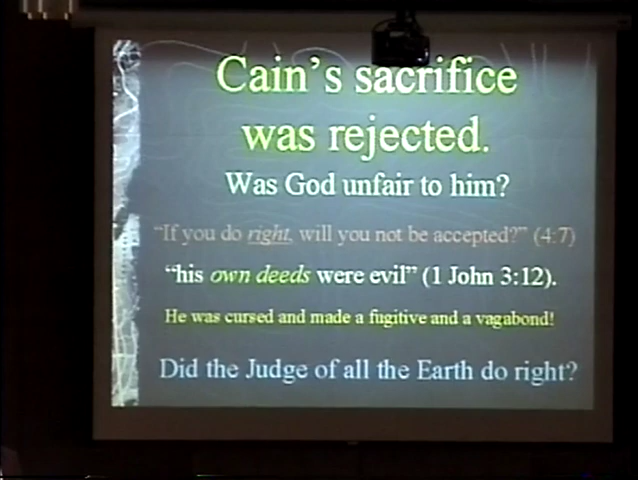 Cain's sacrifice
was rejected.
Was God unfair to him?
"If you do right, will you not be accepted?" (4:7)
"his own deeds were evil" (1 John 3:12).
He was cursed and made a fugitive and a vagabond!
Did the Judge of all the Earth do right?